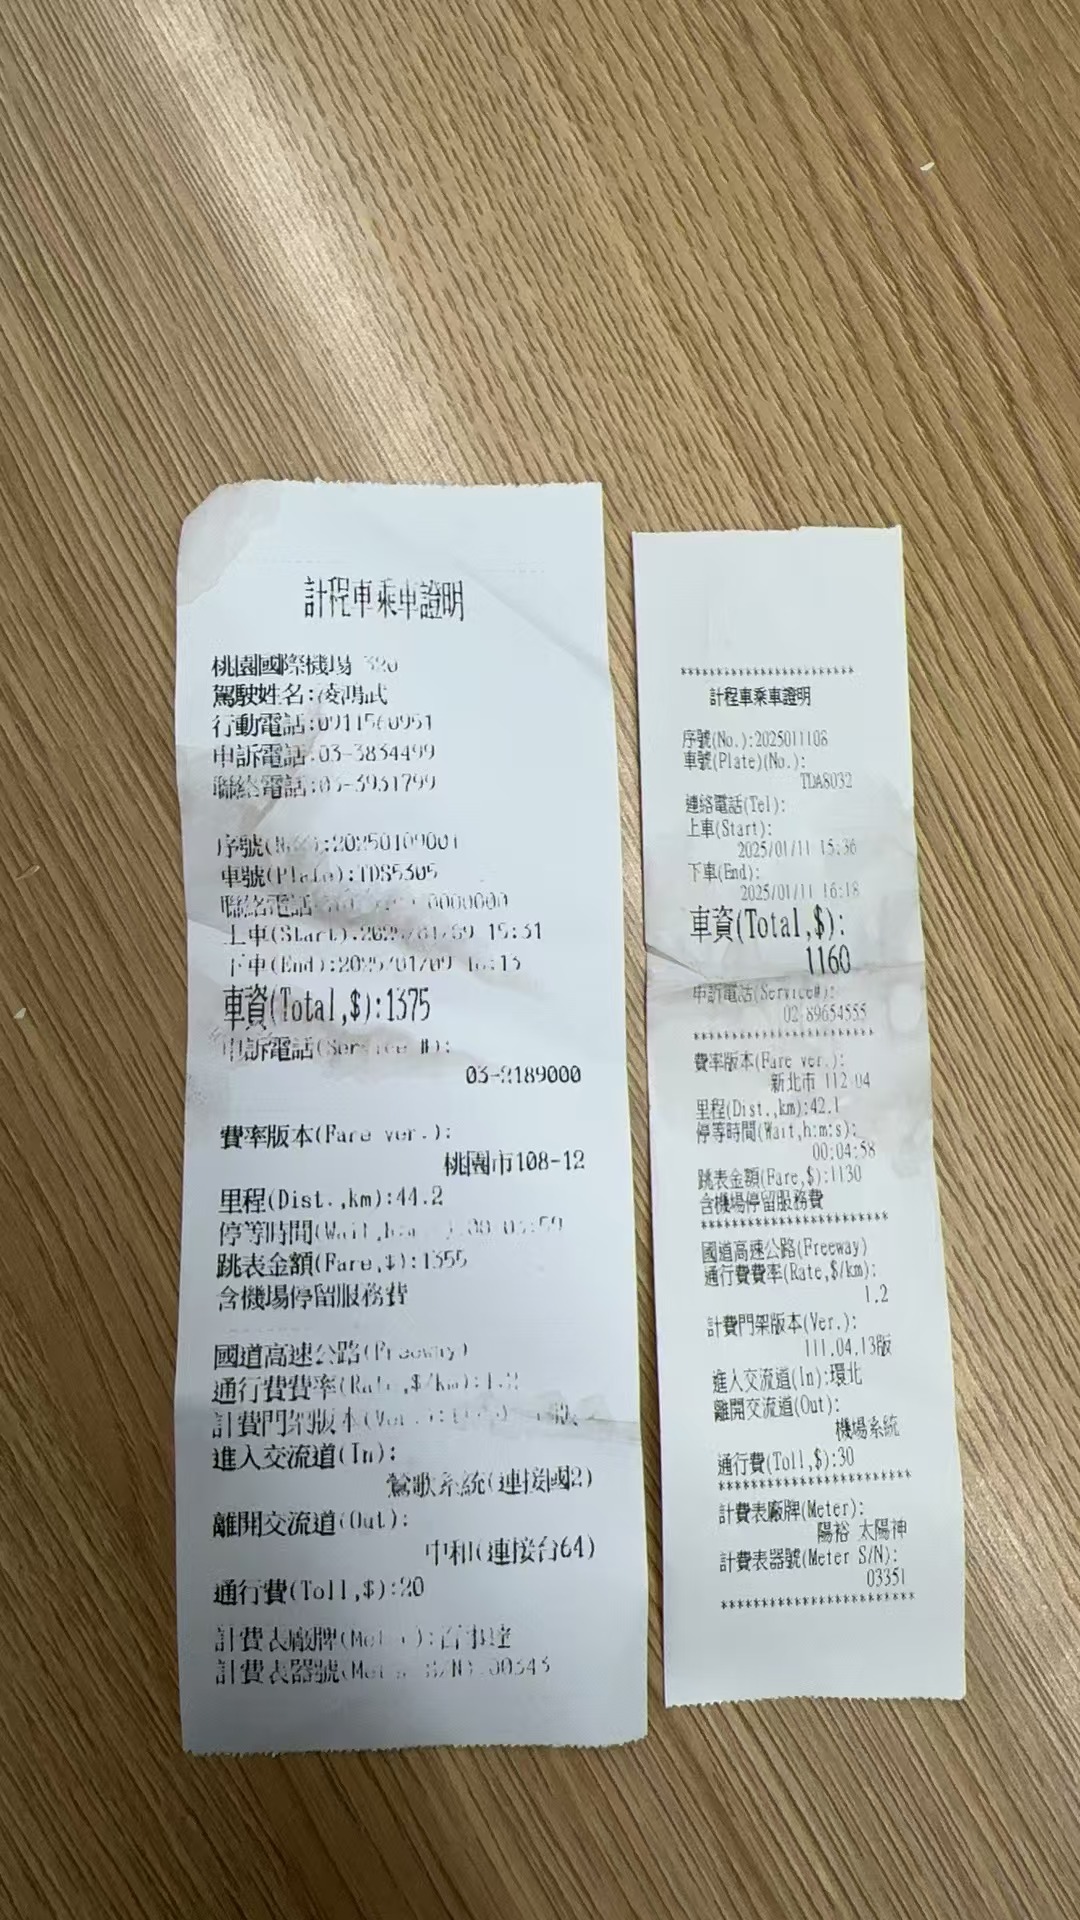 計程車乘車證明
桃園國際機場 320
駕駛姓名:凌鴻武
行動電話:0911560951
申訴電話:03-3834499
聯絡電話:03-3931799
序號(No.):20250109001
車號(Plate):TDS5305
聯絡電話 0000000
上車(Start):2025/01/09 15:31
下車(End):2025/01/09 16:13
車資(Total,$):1375
申訴電話(Service #):
03-2189000
費率版本(Fare ver.):
桃園市108-12
里程(Dist.,km):44.2
停等時間(Wait,h:m:s):00:03:59
跳表金額(Fare,$):1355
含機場停留服務費
國道高速公路(Freeway)
通行費費率(Rate,$/km):1.2
計費門架版本(Ver.):
進入交流道(In):
鶯歌系統(連接國2)
離開交流道(Out):
中和(連接台64)
通行費(Toll,$):20
計費表廠牌(Meter):
計費表器號(Meter S/N):00343
*********************
計程車乘車證明
序號(No.):2025011108
車號(Plate)(No.):
TDA8032
連絡電話(Tel):
上車(Start):
2025/01/11 15:36
下車(End):
2025/01/11 16:18
車資(Total,$):
1160
申訴電話(Service#):
02 89654555
**********************
費率版本(Fare ver.):
新北市 112-04
里程(Dist.,km):42.1
停等時間(Wait,h:m:s):
00:04:58
跳表金額(Fare,$):1130
含機場停留服務費
***********************
國道高速公路(Freeway)
通行費費率(Rate,$/km):
1.2
計費門架版本(Ver.):
111.04.13版
進入交流道(In):環北
離開交流道(Out):
機場系統
通行費(Toll,$):30
************************
計費表廠牌(Meter):
陽裕 太陽神
計費表器號(Meter S/N):
03351
************************